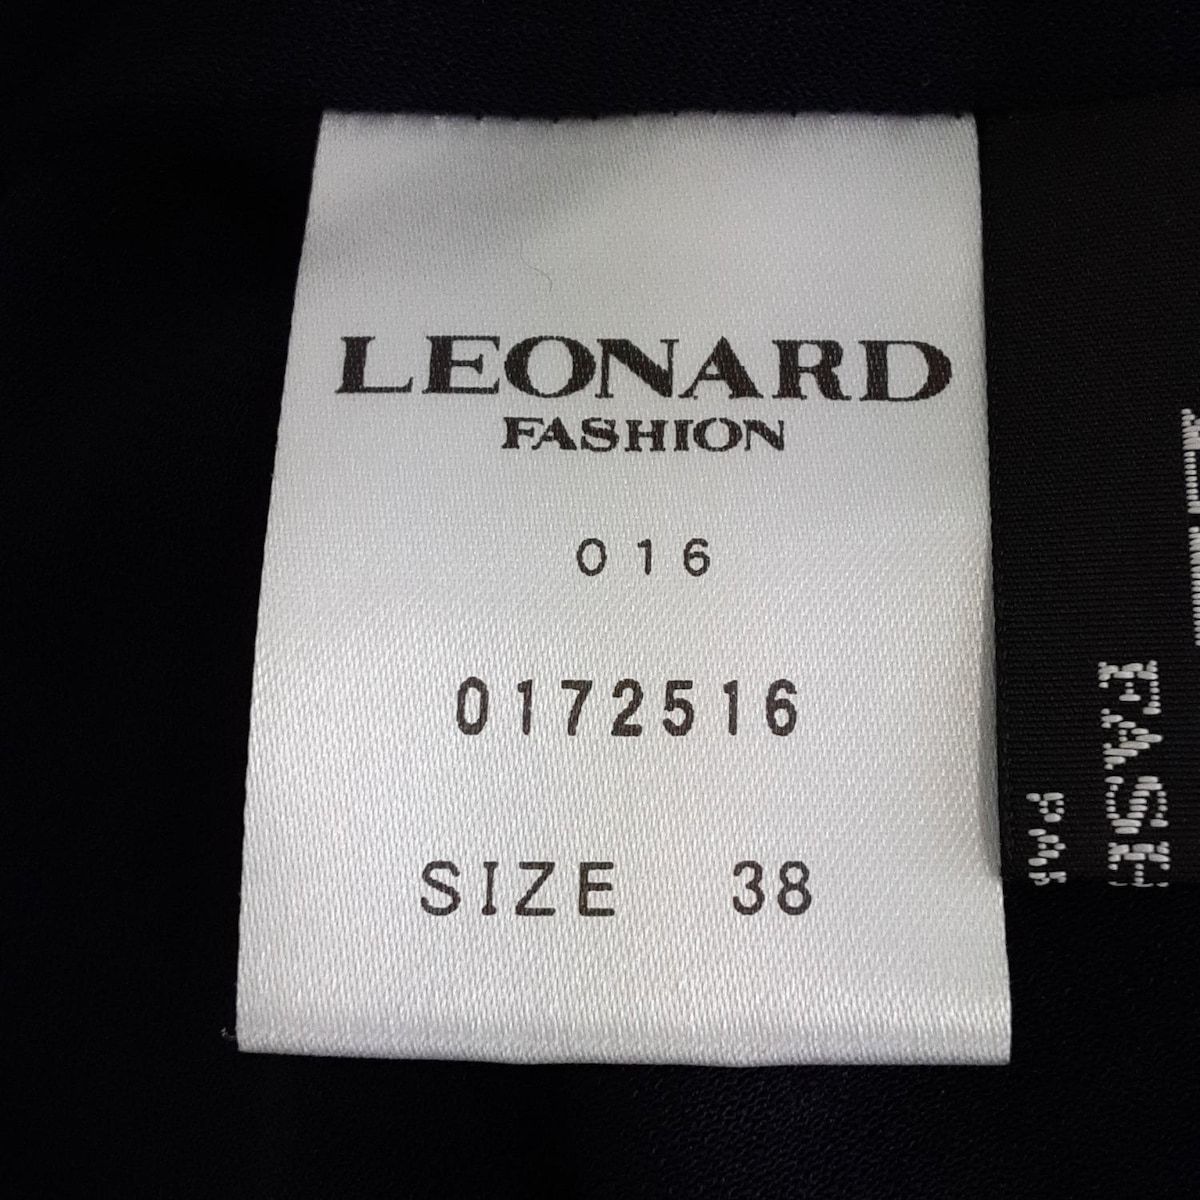 LEONARD
FASHION
016
0172516
SIZE 38